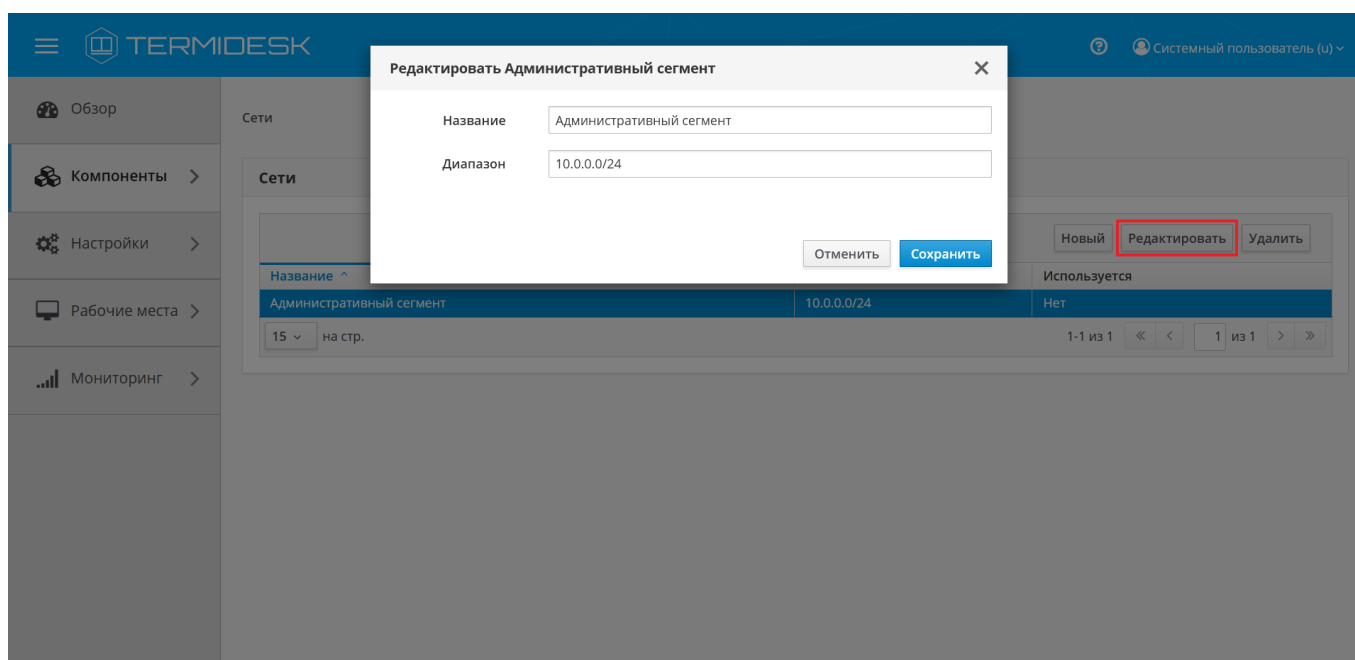 TERMIDESK
Системный пользователь (u)
Редактировать Административный сегмент
Название Административный сегмент
Диапазон 10.0.0.0/24
Отменить Сохранить
Обзор
Компоненты
Настройки
Рабочие места
Мониторинг
Сети
Сети
Новый Редактировать Удалить
Название Используется
Административный сегмент 10.0.0.0/24 Нет
15 на стр. 1-1 из 1 1 из 1